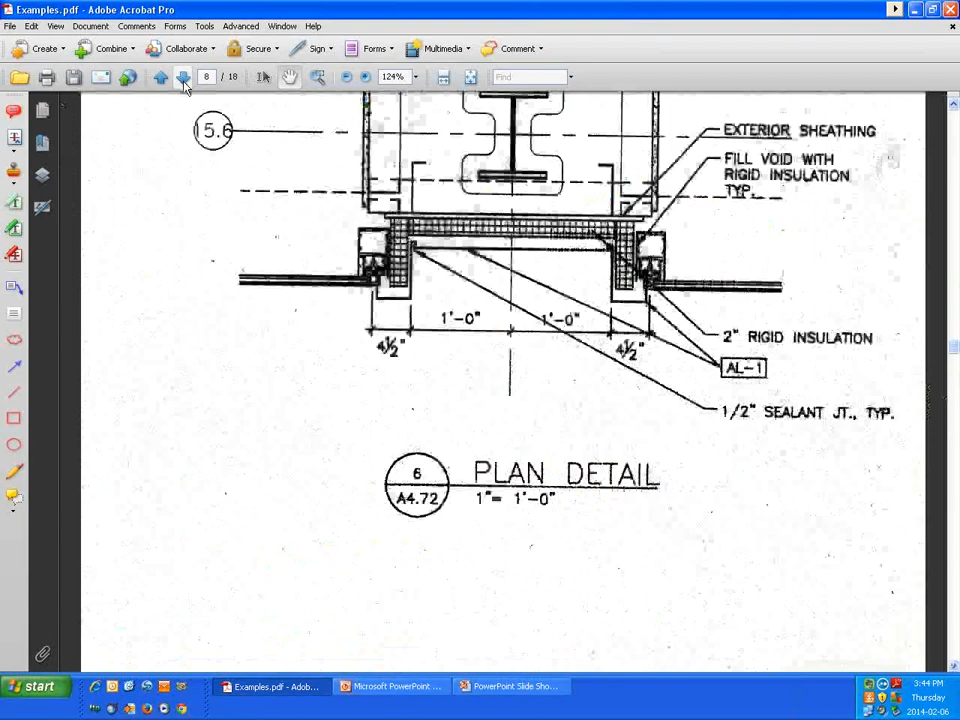 Examples.pdf - Adobe Acrobat Pro
File Edit View Document Comments Forms Tools Advanced Window Help
Create Combine Collaborate Secure Sign Forms Multimedia Comment
8 / 18 124% Find
15.6
EXTERIOR SHEATHING
FILL VOID WITH
RIGID INSULATION
TYP.
1'-0" 1'-0"
4½" 4½"
2" RIGID INSULATION
AL-1
1/2" SEALANT JT., TYP.
6
A4.72
PLAN DETAIL
1"= 1'-0"
start Examples.pdf - Adob... Microsoft PowerPoint ... PowerPoint Slide Sho...
3:44 PM
Thursday
2014-02-06